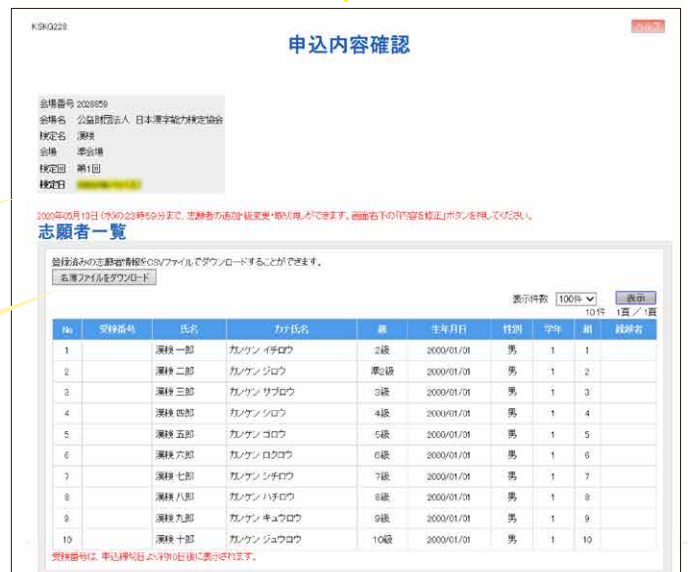 KSKG228
ヘルプ
申込内容確認
会場番号 2028859
会場名 公益財団法人 日本漢字能力検定協会
検定名 漢検
会場 準会場
検定回 第1回
検定日
2020年05月13日(水)の23時59分まで、志願者の追加・級変更・取り消しができます。画面右下の「内容を修正」ボタンを押してください。
志願者一覧
登録済みの志願者情報をCSVファイルでダウンロードすることができます。
名簿ファイルをダウンロード
表示件数 100件 表示
10件 1頁/1頁
No 受検番号 氏名 カナ氏名 級 生年月日 性別 学年 組 経験者
1 漢検 一郎 カンケン イチロウ 2級 2000/01/01 男 1 1
2 漢検 二郎 カンケン ジロウ 準2級 2000/01/01 男 1 2
3 漢検 三郎 カンケン サブロウ 3級 2000/01/01 男 1 3
4 漢検 四郎 カンケン シロウ 4級 2000/01/01 男 1 4
5 漢検 五郎 カンケン ゴロウ 5級 2000/01/01 男 1 5
6 漢検 六郎 カンケン ロクロウ 6級 2000/01/01 男 1 6
7 漢検 七郎 カンケン シチロウ 7級 2000/01/01 男 1 7
8 漢検 八郎 カンケン ハチロウ 8級 2000/01/01 男 1 8
9 漢検 九郎 カンケン キュウロウ 9級 2000/01/01 男 1 9
10 漢検 十郎 カンケン ジュウロウ 10級 2000/01/01 男 1 10
受検番号は、申込締切日より約10日後に表示されます。